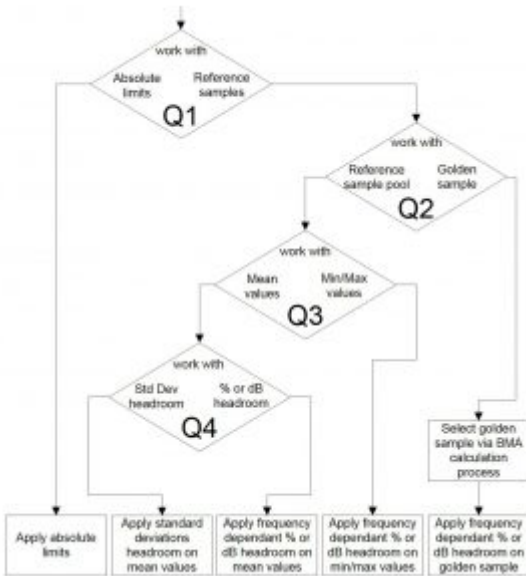 work with
Absolute limits
Reference samples
Q1
work with
Reference sample pool
Golden sample
Q2
work with
Mean values
Min/Max values
Q3
work with
Std Dev headroom
% or dB headroom
Q4
Select golden
sample via BMA
calculation
process
Apply absolute
limits
Apply standard
deviations
headroom on
mean values
Apply frequency
dependant % or
dB headroom on
mean values
Apply frequency
dependant % or
dB headroom on
min/max values
Apply frequency
dependant % or
dB headroom on
golden sample